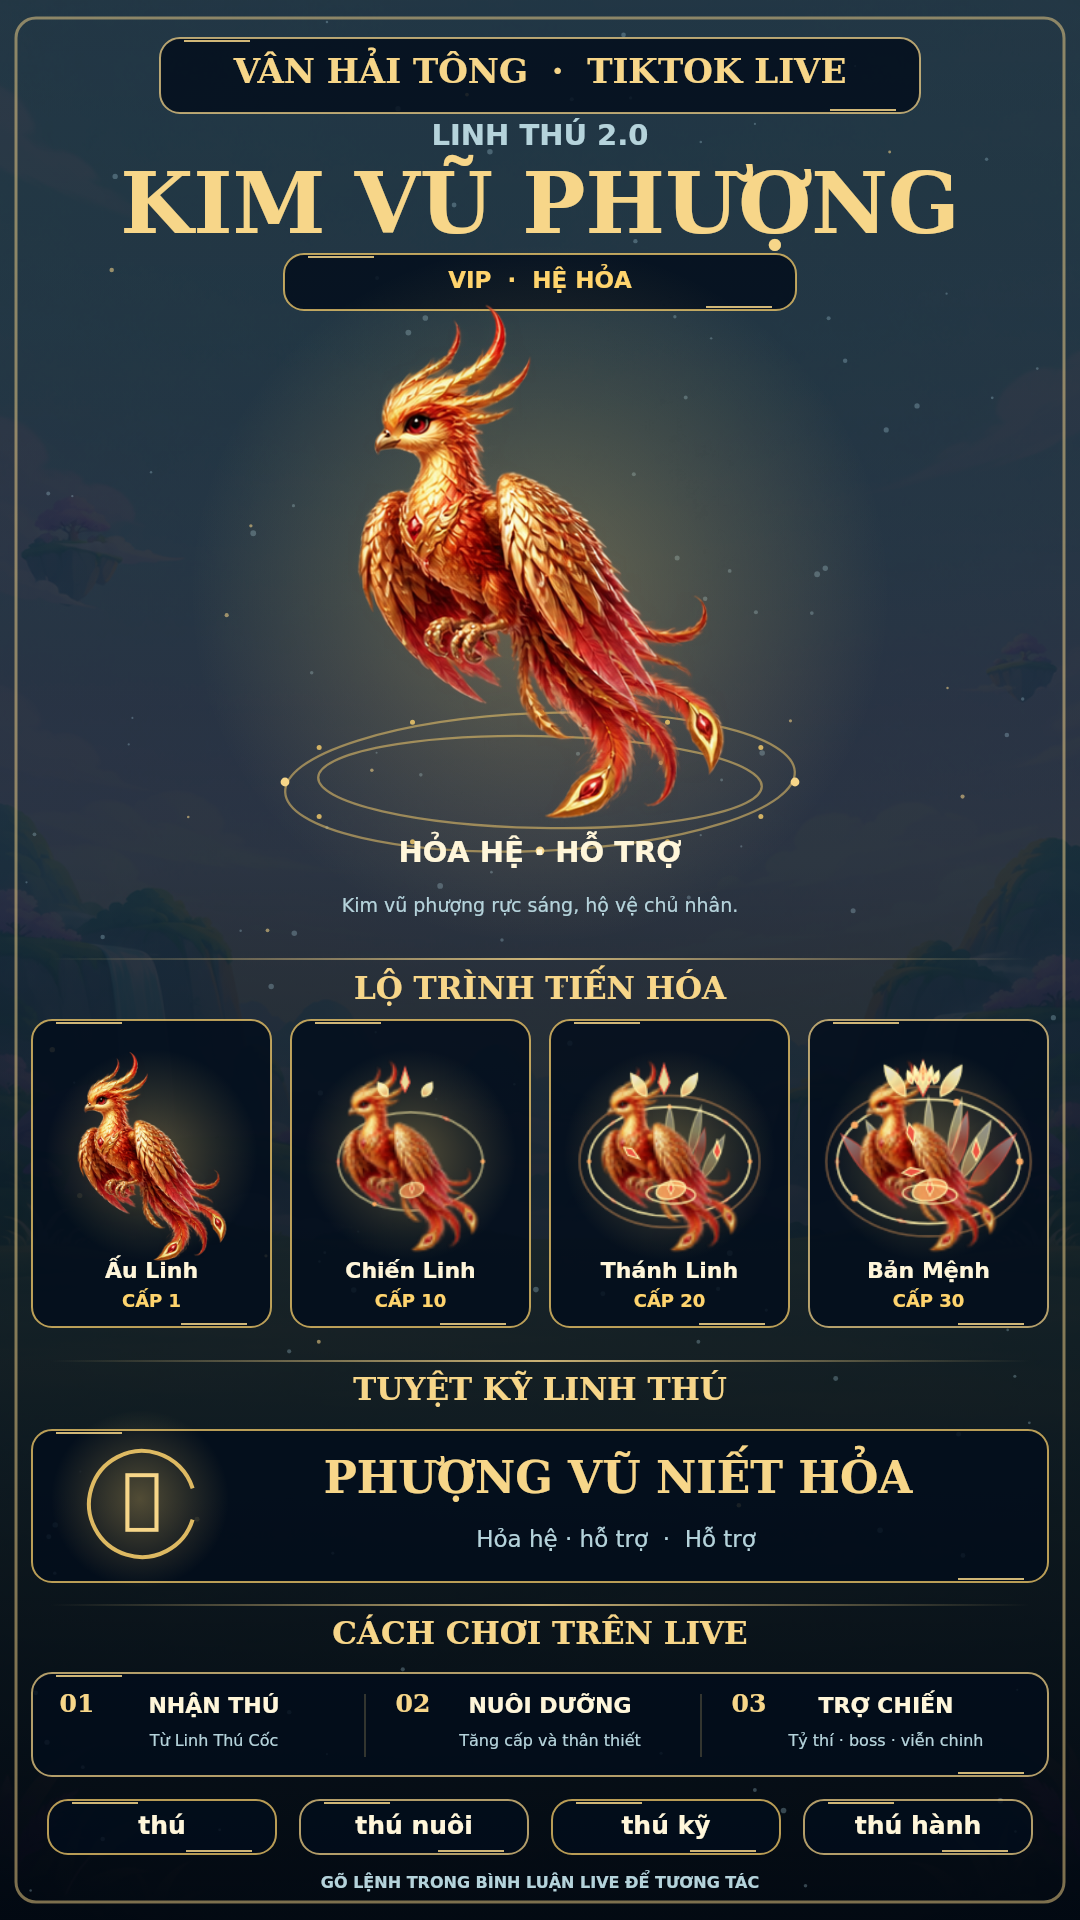 VÂN HẢI TÔNG · TIKTOK LIVE
LINH THÚ 2.0
KIM VŨ PHƯỢNG
VIP · HỆ HỎA
HỎA HỆ • HỖ TRỢ
Kim vũ phượng rực sáng, hộ vệ chủ nhân.
LỘ TRÌNH TIẾN HÓA
Ấu Linh
CẤP 1
Chiến Linh
CẤP 10
Thánh Linh
CẤP 20
Bản Mệnh
CẤP 30
TUYỆT KỸ LINH THÚ
PHƯỢNG VŨ NIẾT HỎA
Hỏa hệ · hỗ trợ · Hỗ trợ
CÁCH CHƠI TRÊN LIVE
01 NHẬN THÚ
Từ Linh Thú Cốc
02 NUÔI DƯỠNG
Tăng cấp và thân thiết
03 TRỢ CHIẾN
Tỷ thí · boss · viễn chinh
thú
thú nuôi
thú kỹ
thú hành
GÕ LỆNH TRONG BÌNH LUẬN LIVE ĐỂ TƯƠNG TÁC